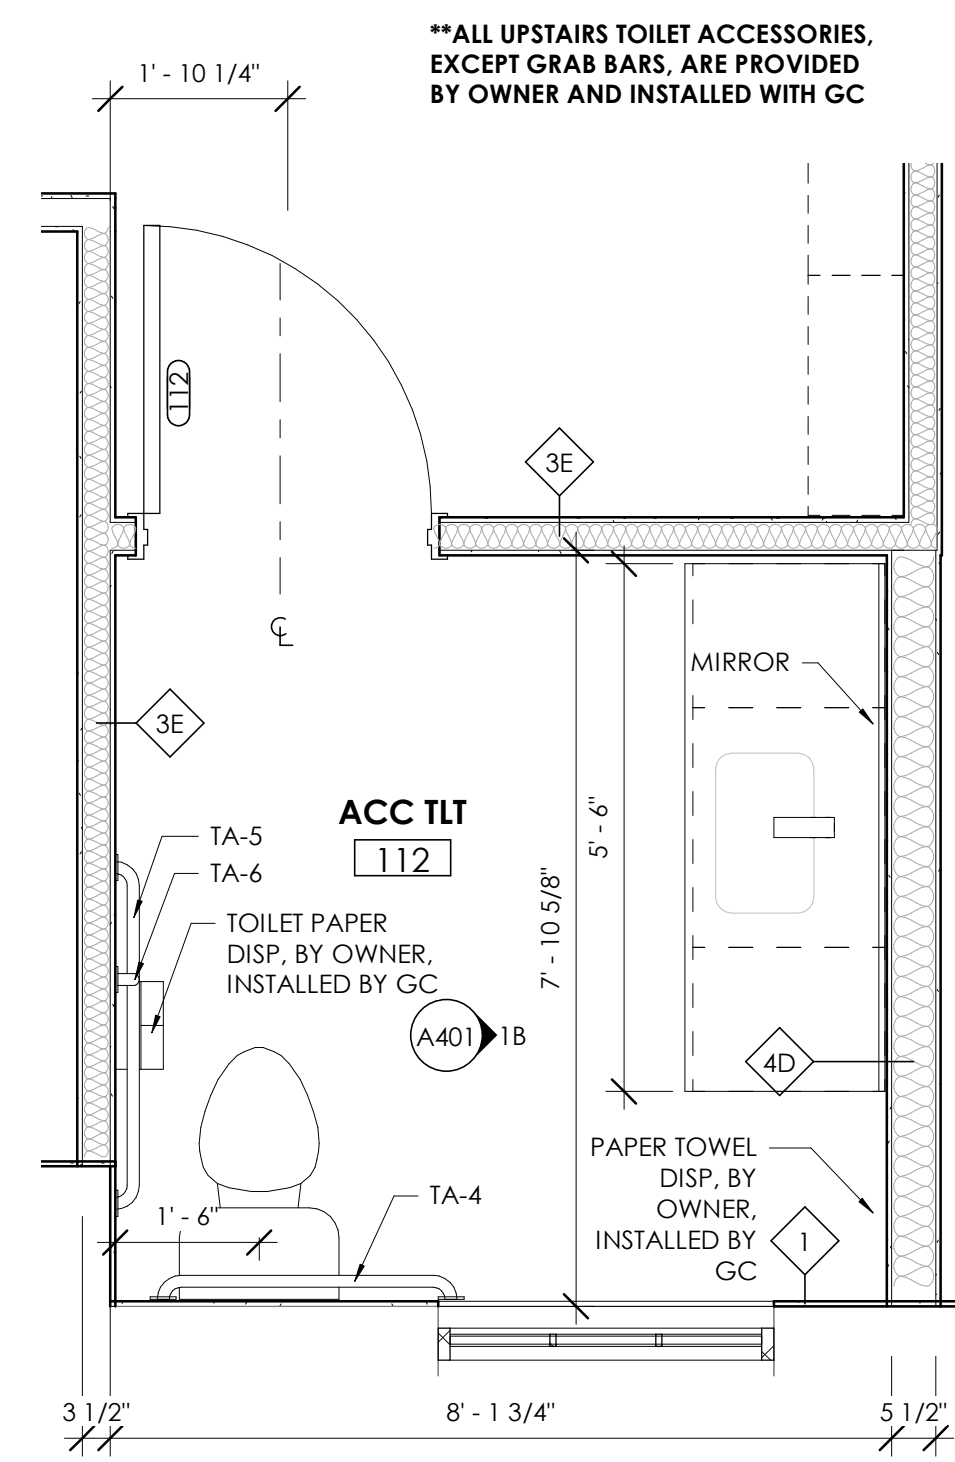 **ALL UPSTAIRS TOILET ACCESSORIES,
EXCEPT GRAB BARS, ARE PROVIDED
BY OWNER AND INSTALLED WITH GC
1' - 10 1/4"
112
3E
℄
MIRROR
3E
ACC TLT
112
5' - 6"
7' - 10 5/8"
TA-5
TA-6
TOILET PAPER
DISP, BY OWNER,
INSTALLED BY GC
A401
1B
4D
PAPER TOWEL
DISP, BY
OWNER,
INSTALLED BY
GC
1
TA-4
1' - 6"
3 1/2"
8' - 1 3/4"
5 1/2"